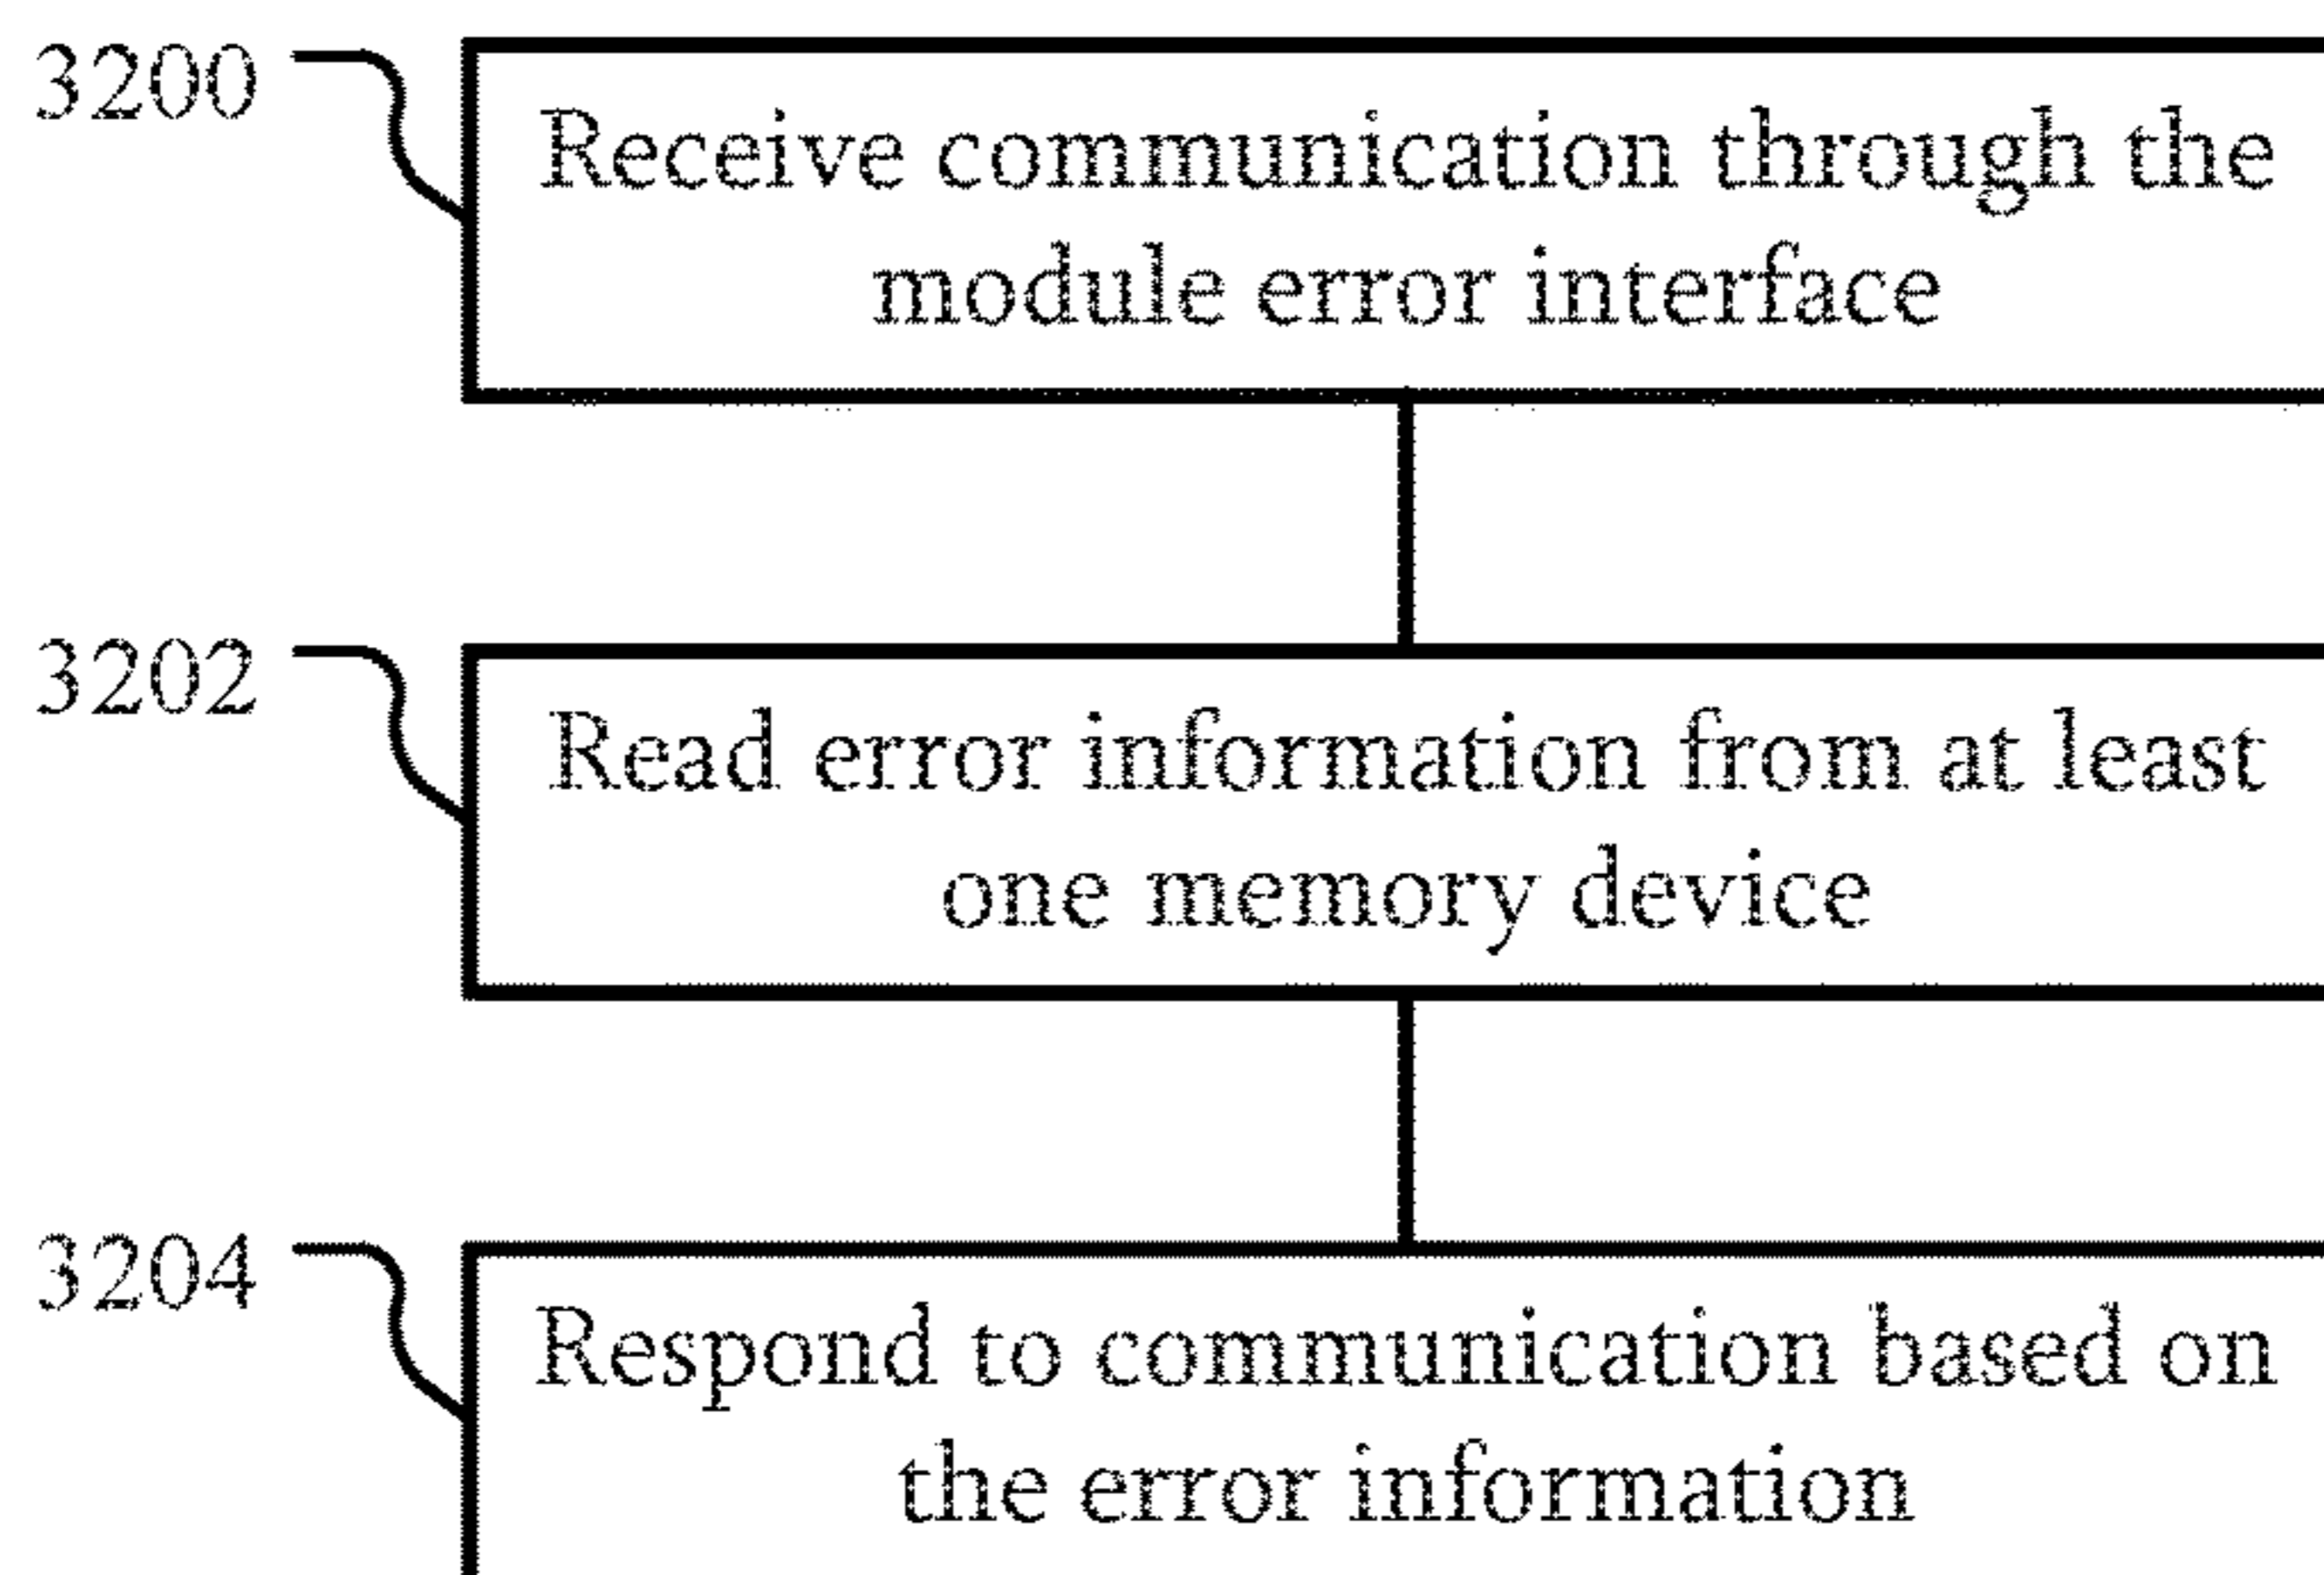 3200
Receive communication through the
module error interface
3202
Read error information from at least
one memory device
3204
Respond to communication based on
the error information